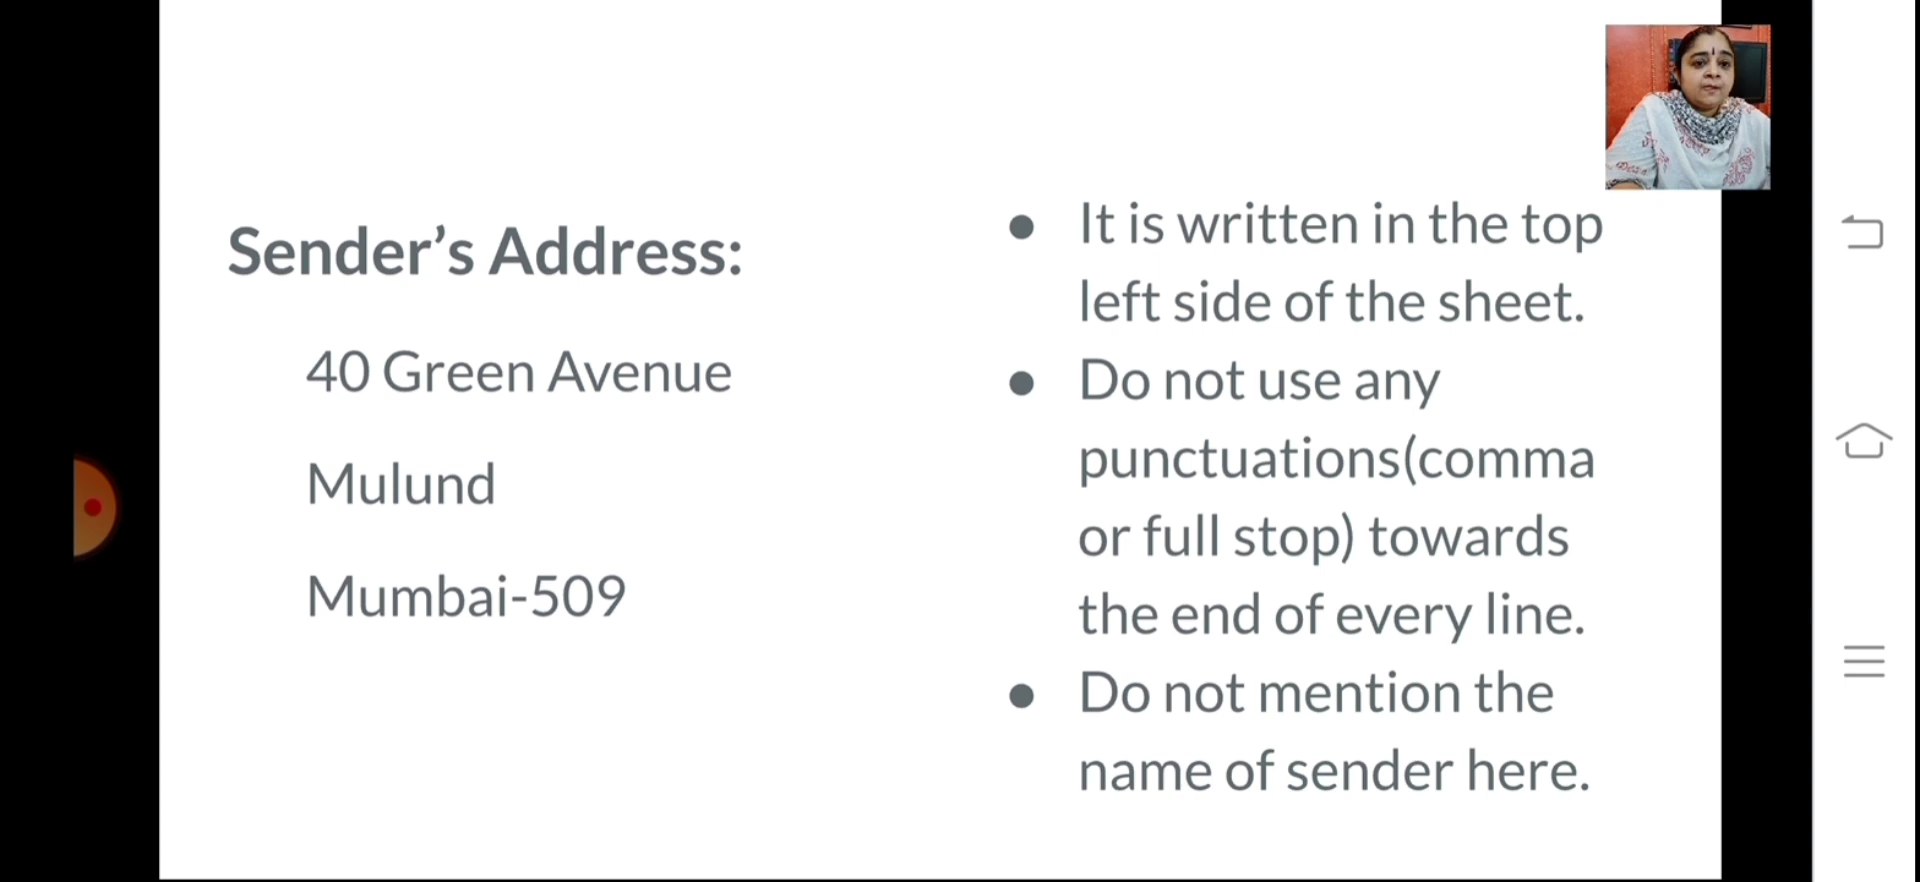 Sender’s Address:
40 Green Avenue
Mulund
Mumbai-509
● It is written in the top
left side of the sheet.
● Do not use any
punctuations(comma
or full stop) towards
the end of every line.
● Do not mention the
name of sender here.